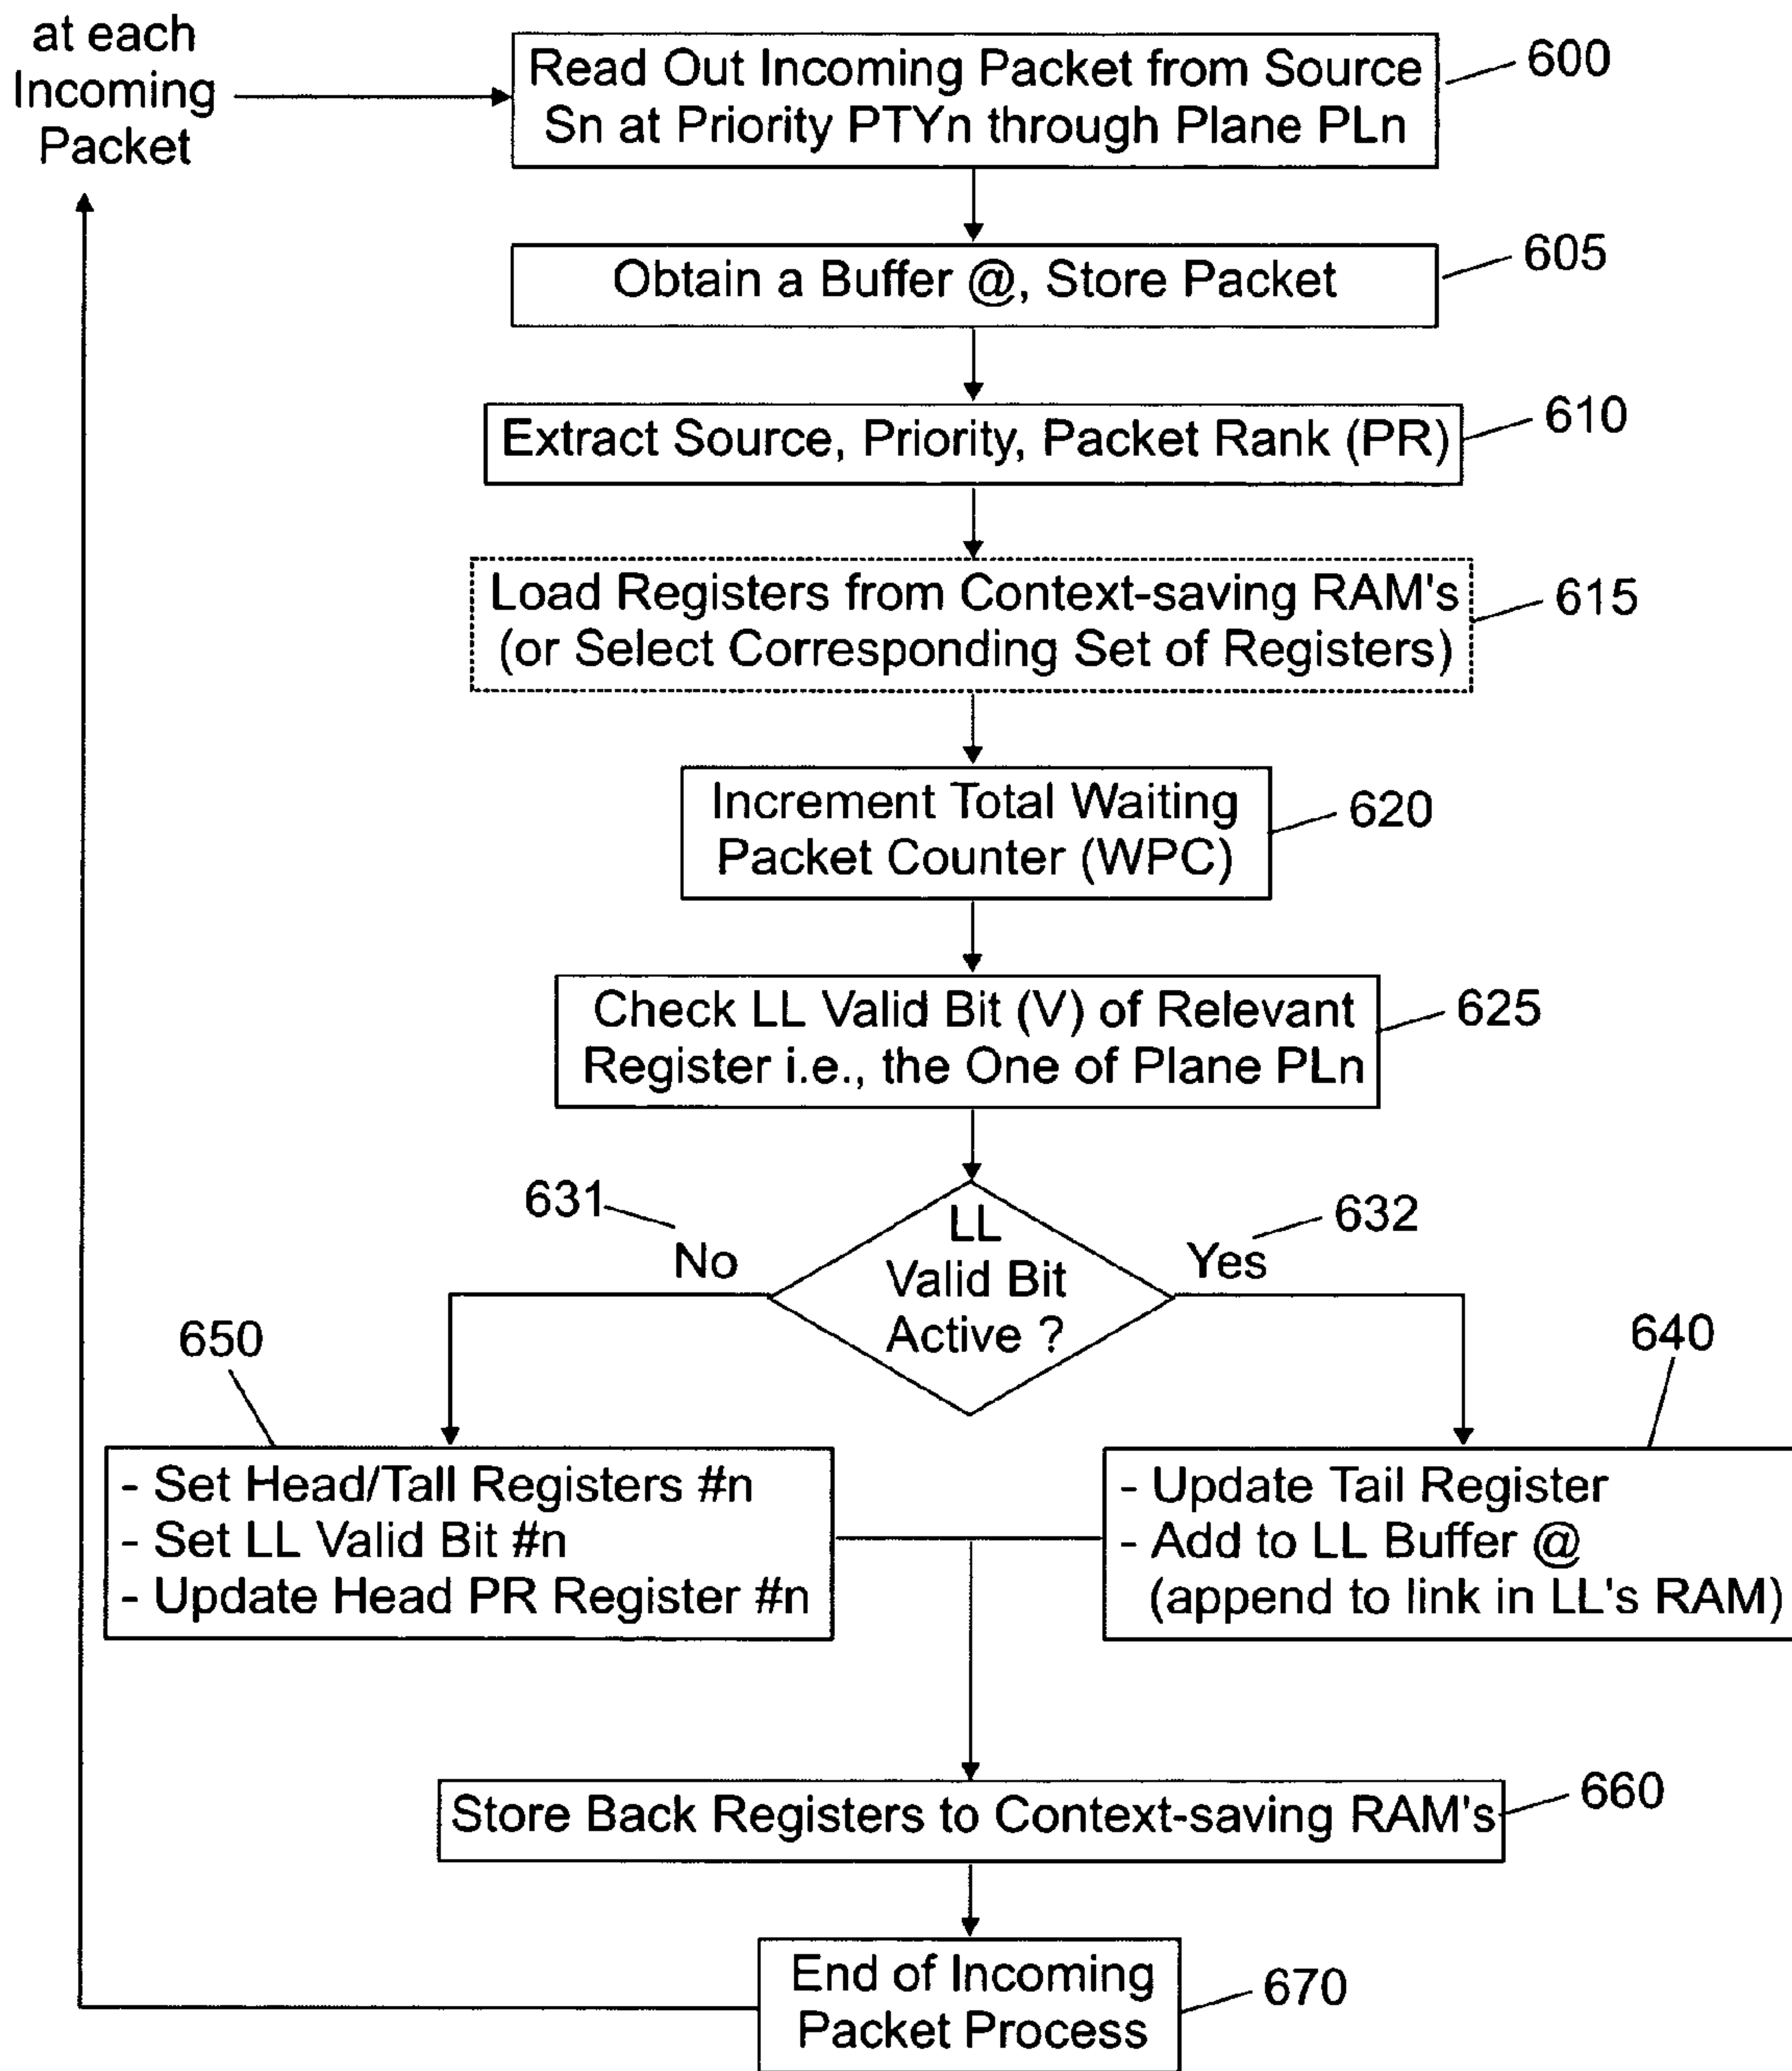 at each
Incoming
Packet
Read Out Incoming Packet from Source
Sn at Priority PTYn through Plane PLn
600
Obtain a Buffer @, Store Packet
605
Extract Source, Priority, Packet Rank (PR)
610
Load Registers from Context-saving RAM's
(or Select Corresponding Set of Registers)
615
Increment Total Waiting
Packet Counter (WPC)
620
Check LL Valid Bit (V) of Relevant
Register i.e., the One of Plane PLn
625
631
No
LL
Valid Bit
Active ?
632
Yes
650
- Set Head/Tall Registers #n
- Set LL Valid Bit #n
- Update Head PR Register #n
640
- Update Tail Register
- Add to LL Buffer @
(append to link in LL's RAM)
Store Back Registers to Context-saving RAM's
660
End of Incoming
Packet Process
670